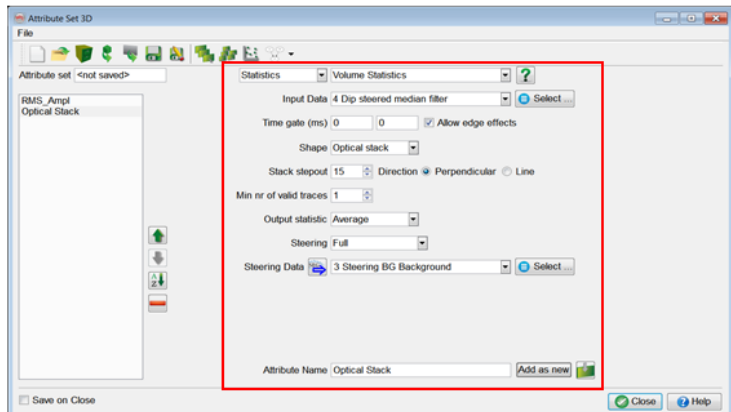 Attribute Set 3D
File
Attribute set <not saved>
RMS_Ampl
Optical Stack
Statistics Volume Statistics ?
Input Data 4 Dip steered median filter Select ...
Time gate (ms) 0 0 Allow edge effects
Shape Optical stack
Stack stepout 15 Direction Perpendicular Line
Min nr of valid traces 1
Output statistic Average
Steering Full
Steering Data 3 Steering BG Background Select ...
Attribute Name Optical Stack Add as new
Save on Close Close Help